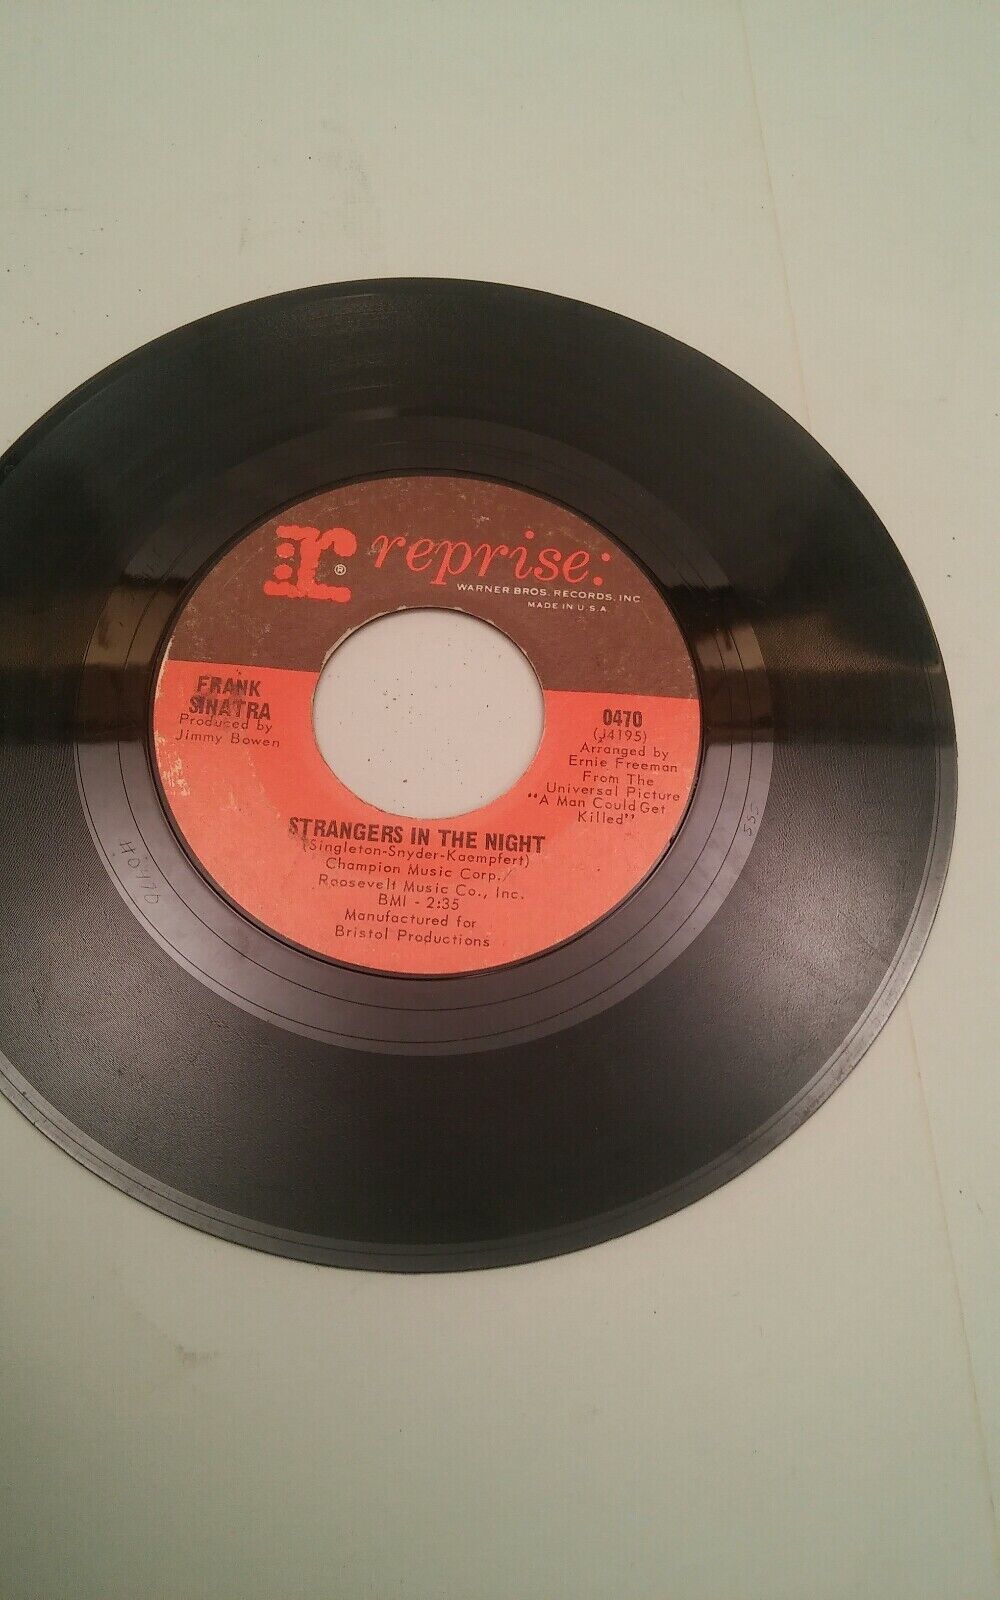 r® reprise:
WARNER BROS. RECORDS, INC.
MADE IN U.S.A.
FRANK
SINATRA
Produced by
Jimmy Bowen
0470
(J4195)
Arranged by
Ernie Freeman
From The
Universal Picture
"A Man Could Get
Killed"
STRANGERS IN THE NIGHT
(Singleton-Snyder-Kaempfert)
Champion Music Corp./
Roosevelt Music Co., Inc.
BMI - 2:35
Manufactured for
Bristol Productions